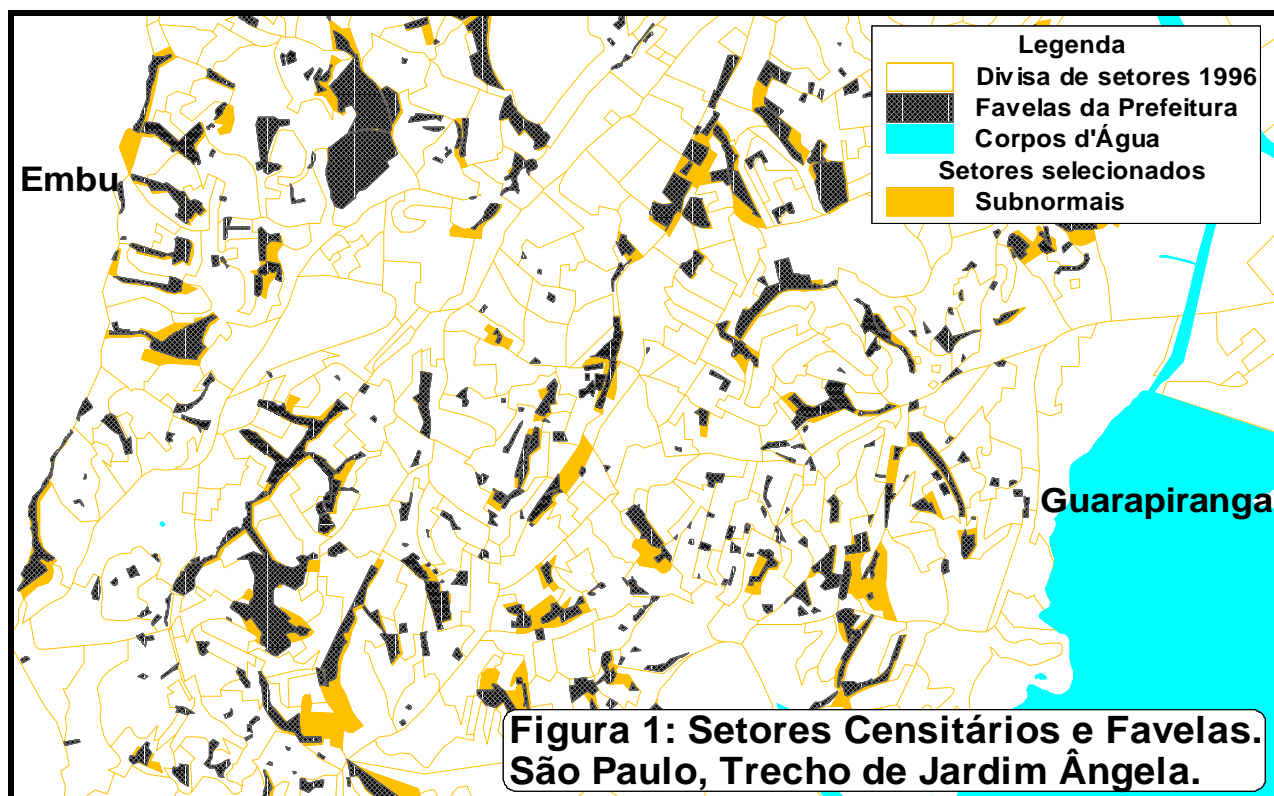 Legenda
Divisa de setores 1996
Favelas da Prefeitura
Corpos d'Água
Setores selecionados
Subnormais
Embu
Guarapiranga
Figura 1: Setores Censitários e Favelas.
São Paulo, Trecho de Jardim Ângela.